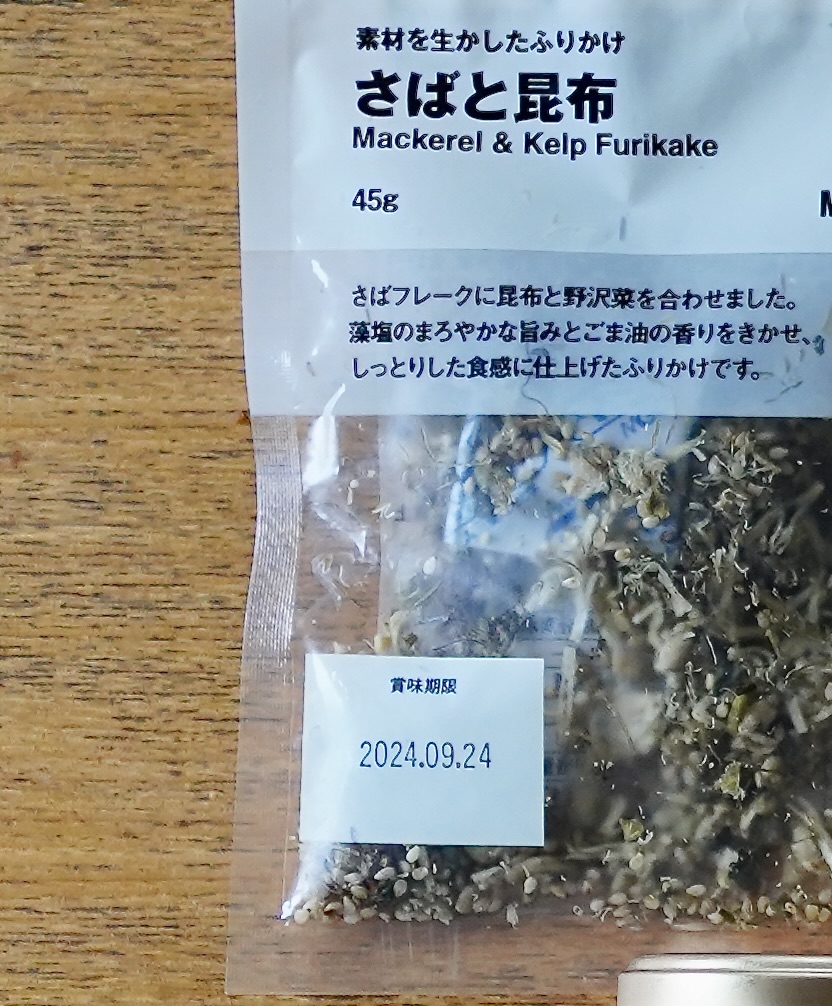 素材を生かしたふりかけ
さばと昆布
Mackerel & Kelp Furikake
45g
さばフレークに昆布と野沢菜を合わせました。
藻塩のまろやかな旨みとごま油の香りをきかせ、
しっとりした食感に仕上げたふりかけです。
賞味期限
2024.09.24